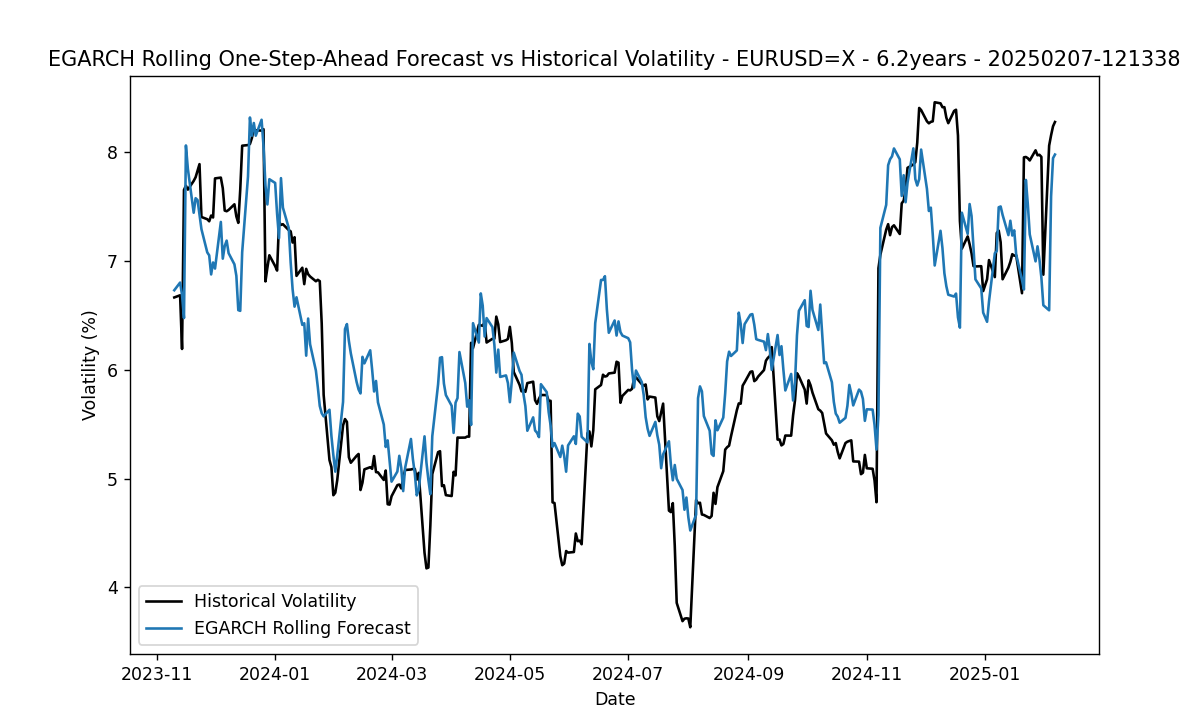 EGARCH Rolling One-Step-Ahead Forecast vs Historical Volatility - EURUSD=X - 6.2years - 20250207-121338
Volatility (%)
8
7
6
5
4
Historical Volatility
EGARCH Rolling Forecast
2023-11 2024-01 2024-03 2024-05 2024-07 2024-09 2024-11 2025-01
Date